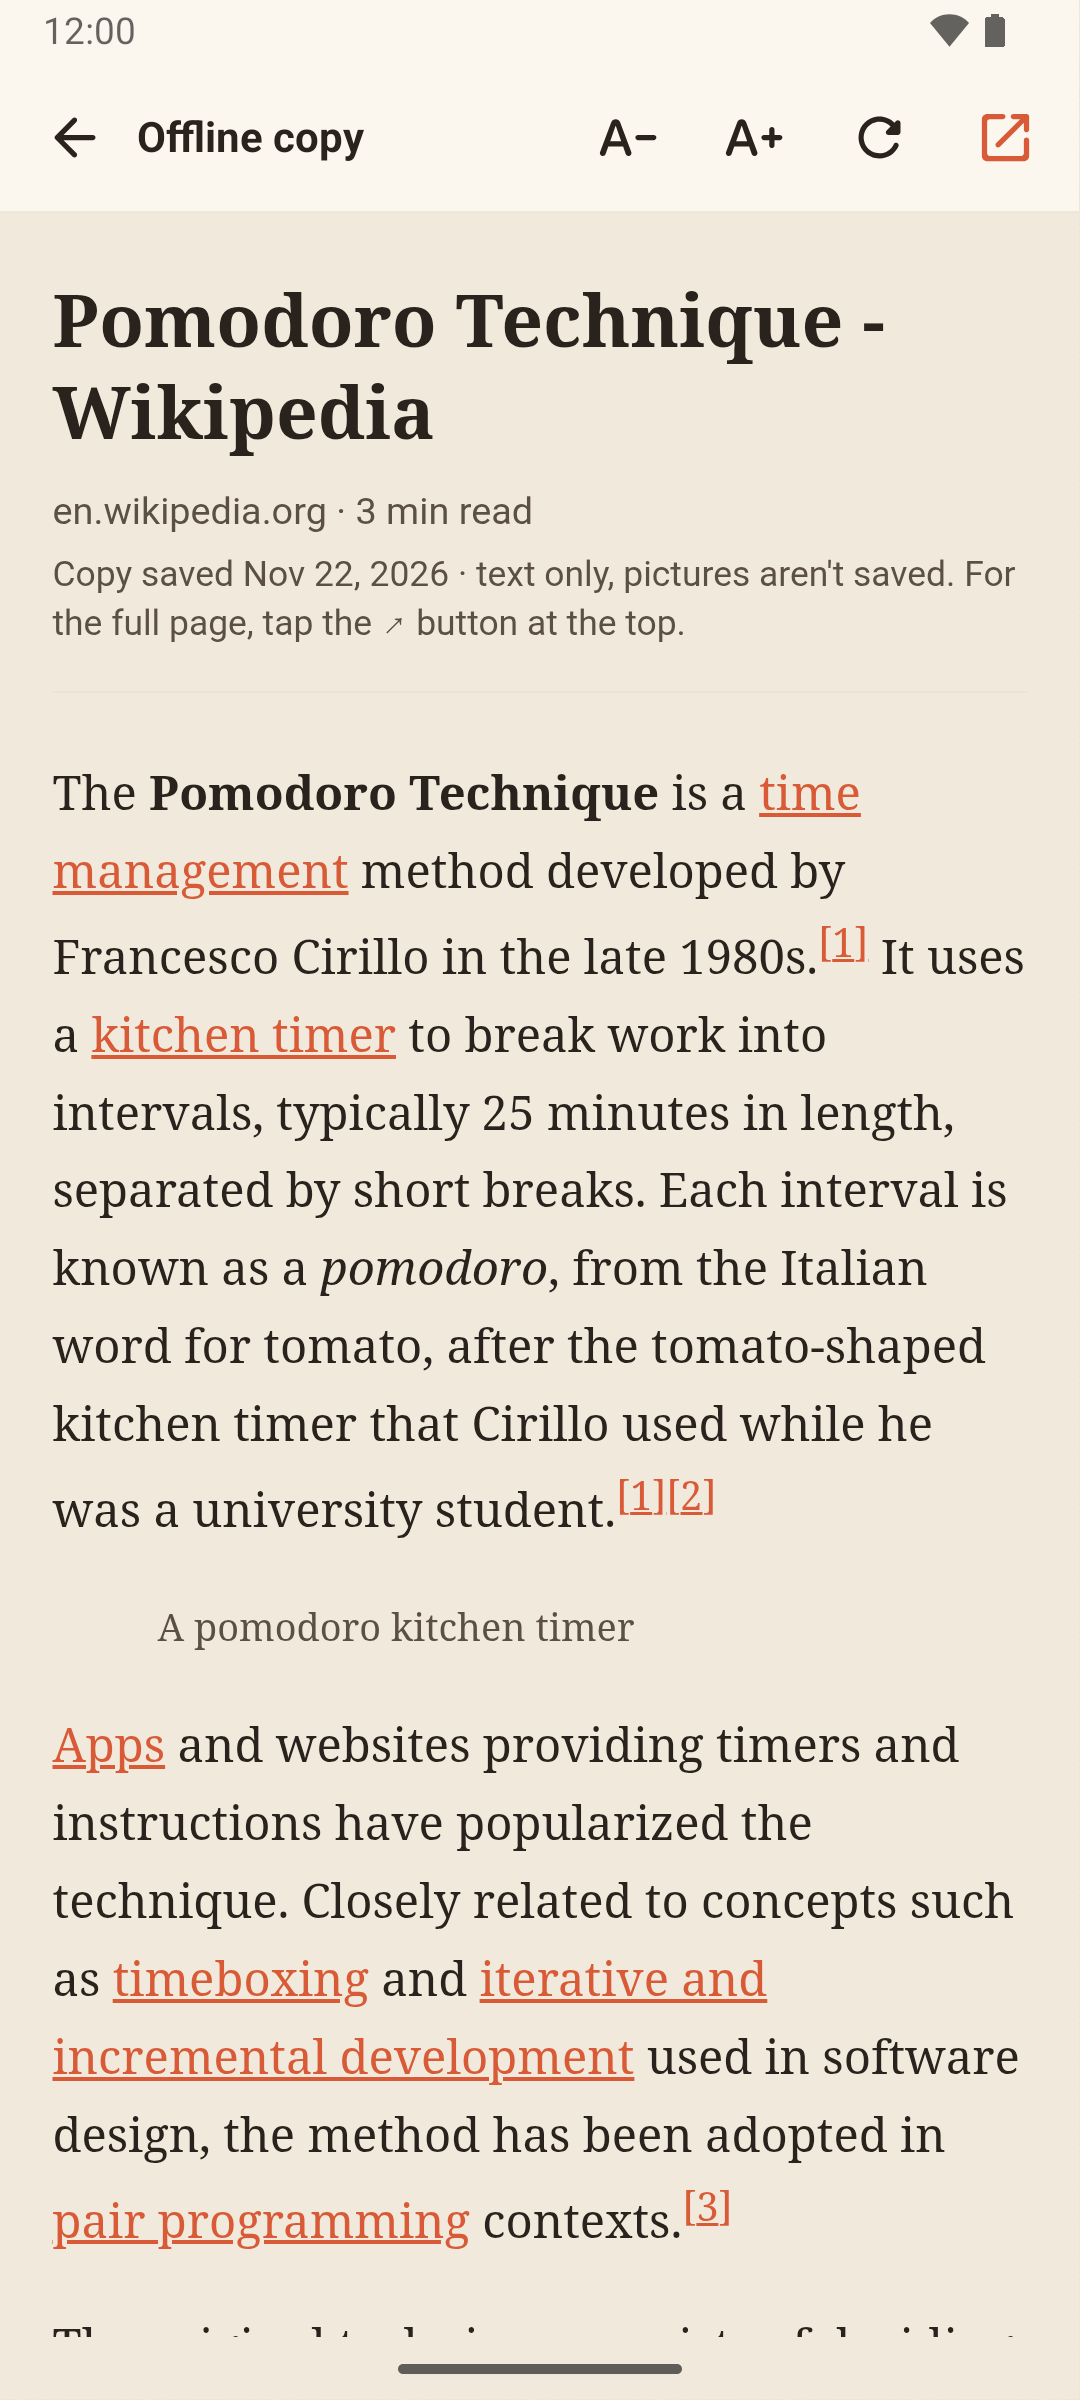 12:00
Offline copy
A−
A+
Pomodoro Technique -
Wikipedia
en.wikipedia.org · 3 min read
Copy saved Nov 22, 2026 · text only, pictures aren't saved. For
the full page, tap the ↗ button at the top.
The Pomodoro Technique is a time
management method developed by
Francesco Cirillo in the late 1980s.[1] It uses
a kitchen timer to break work into
intervals, typically 25 minutes in length,
separated by short breaks. Each interval is
known as a pomodoro, from the Italian
word for tomato, after the tomato-shaped
kitchen timer that Cirillo used while he
was a university student.[1][2]
A pomodoro kitchen timer
Apps and websites providing timers and
instructions have popularized the
technique. Closely related to concepts such
as timeboxing and iterative and
incremental development used in software
design, the method has been adopted in
pair programming contexts.[3]